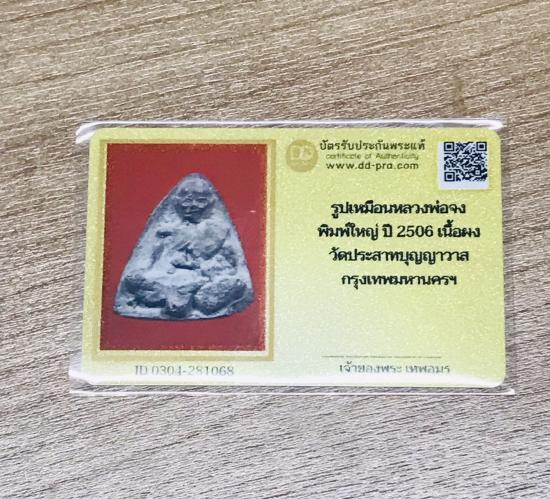 บัตรรับประกันพระแท้
certificate of Authenticity
www.dd-pra.com
รูปเหมือนหลวงพ่อจง
พิมพ์ใหญ่ ปี 2506 เนื้อผง
วัดประสาทบุญญาวาส
กรุงเทพมหานครฯ
ID 0304-281068
เจ้าของพระ เทพอมร